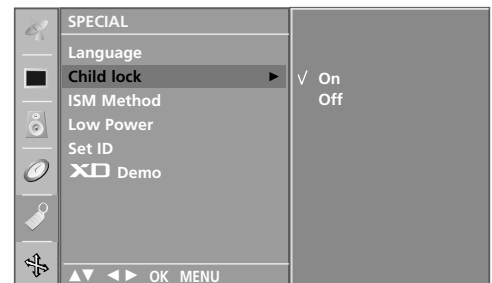 SPECIAL
Language
Child lock ►
ISM Method
Low Power
Set ID
XD Demo
▲▼ ◄► OK MENU
√ On
Off